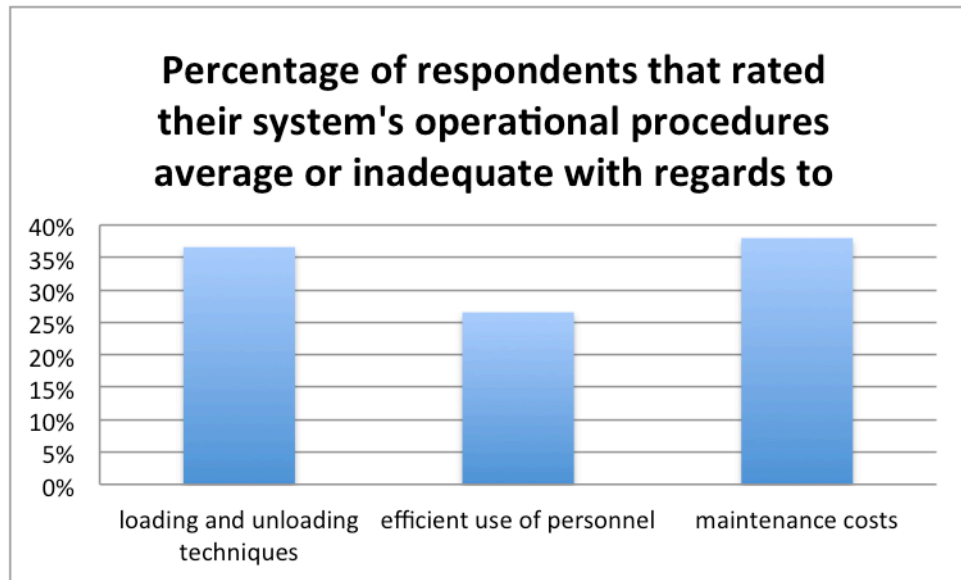 Percentage of respondents that rated
their system's operational procedures
average or inadequate with regards to
40%
35%
30%
25%
20%
15%
10%
5%
0%
loading and unloading
techniques
efficient use of personnel
maintenance costs